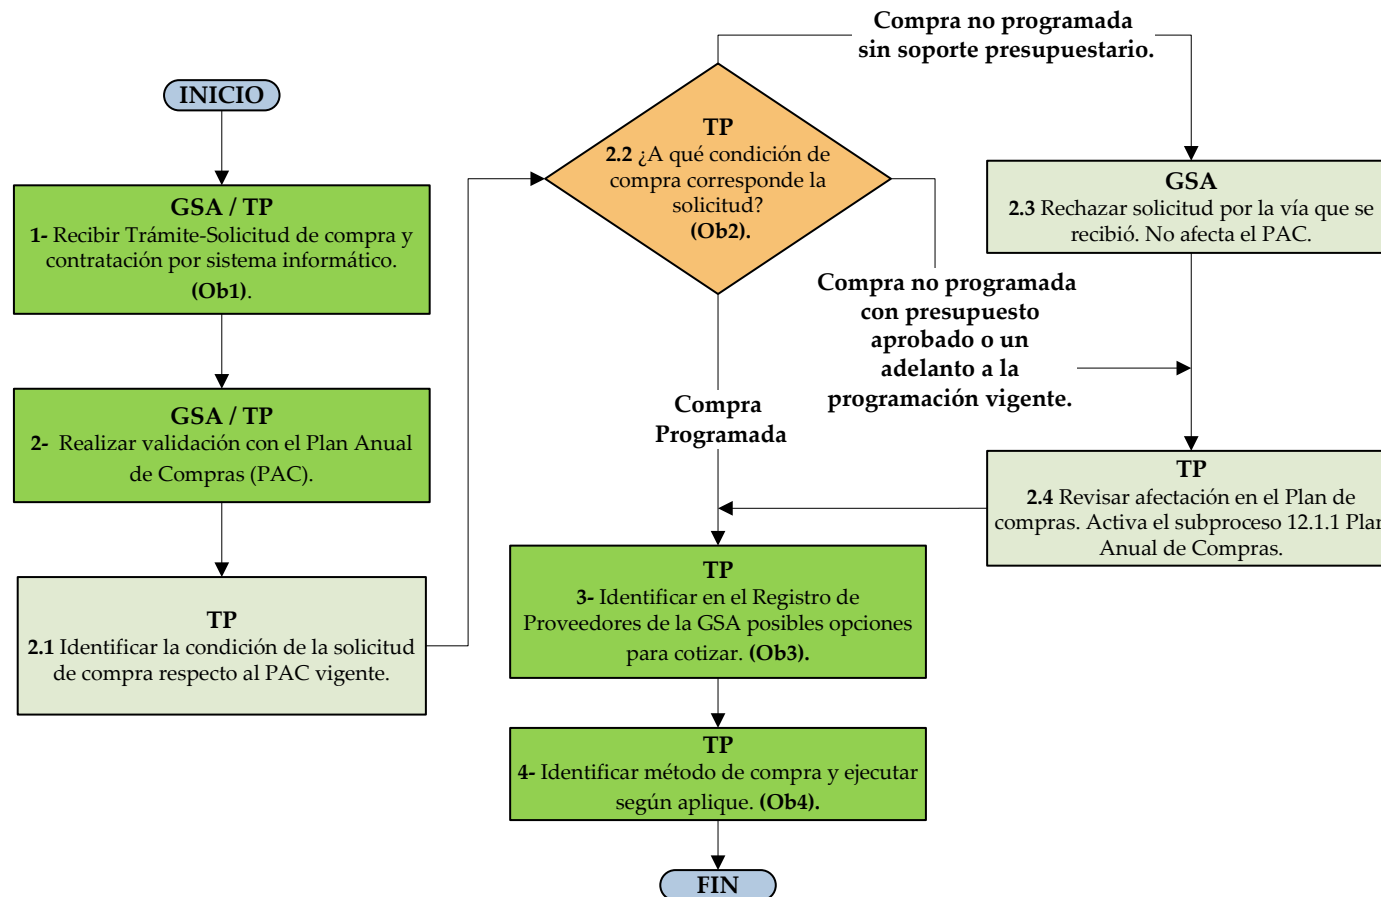 INICIO
GSA / TP
1- Recibir Trámite-Solicitud de compra y
contratación por sistema informático.
(Ob1).
GSA / TP
2- Realizar validación con el Plan Anual
de Compras (PAC).
TP
2.1 Identificar la condición de la solicitud
de compra respecto al PAC vigente.
TP
2.2 ¿A qué condición de
compra corresponde la
solicitud?
(Ob2).
Compra no programada
sin soporte presupuestario.
GSA
2.3 Rechazar solicitud por la vía que se
recibió. No afecta el PAC.
Compra no programada
con presupuesto
aprobado o un
adelanto a la
programación vigente.
Compra
Programada
TP
2.4 Revisar afectación en el Plan de
compras. Activa el subproceso 12.1.1 Plan
Anual de Compras.
TP
3- Identificar en el Registro de
Proveedores de la GSA posibles opciones
para cotizar. (Ob3).
TP
4- Identificar método de compra y ejecutar
según aplique. (Ob4).
FIN